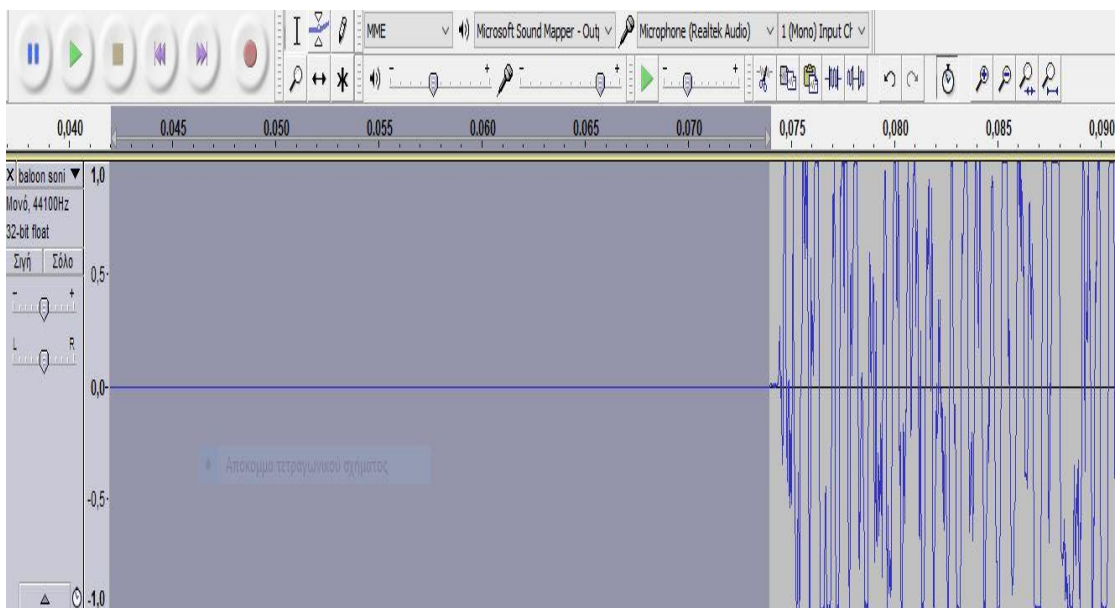 MME
Microsoft Sound Mapper - Outp
Microphone (Realtek Audio)
1 (Mono) Input Ch
0,040 0.045 0.050 0.055 0.060 0.065 0.070 0,075 0,080 0,085 0,090
baloon soni
Μονό, 44100Hz
32-bit float
Σιγή Σόλο
- +
L R
1,0
0,5
0,0
-0,5
-1,0
Απόκομμα τετραγωνικού σχήματος